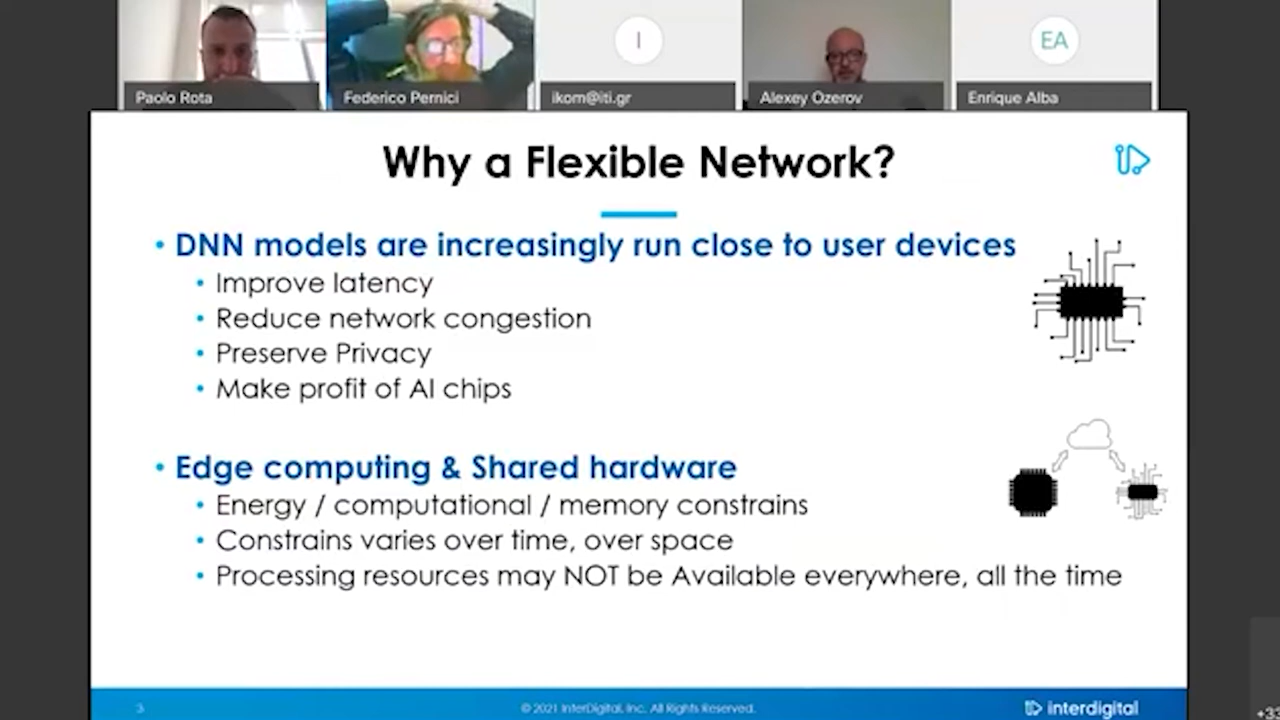 I
EA
Paolo Rota
Federico Pernici
ikom@iti.gr
Alexey Ozerov
Enrique Alba
Why a Flexible Network?
• DNN models are increasingly run close to user devices
• Improve latency
• Reduce network congestion
• Preserve Privacy
• Make profit of AI chips
• Edge computing & Shared hardware
• Energy / computational / memory constrains
• Constrains varies over time, over space
• Processing resources may NOT be Available everywhere, all the time
3
© 2021 InterDigital, Inc. All Rights Reserved.
interdigital